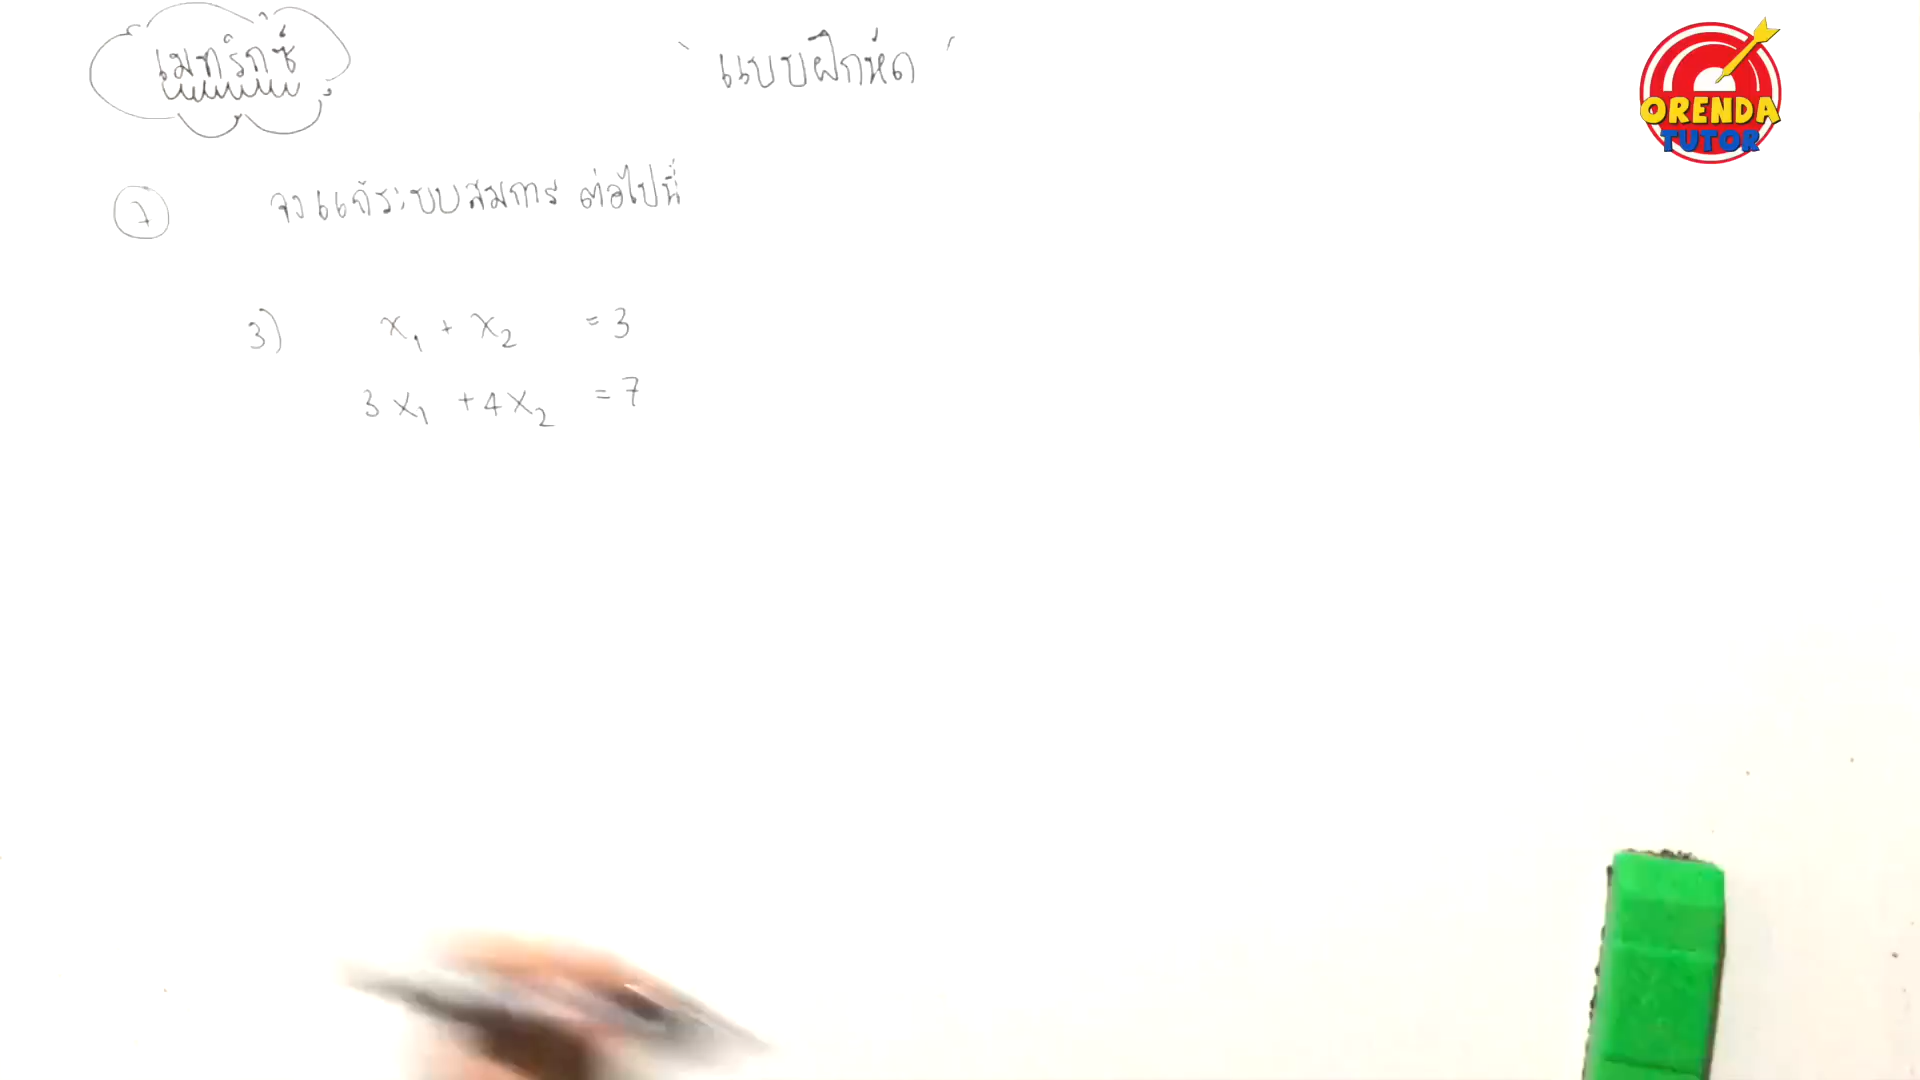 เมทริกซ์
` แบบฝึกหัด ´
ORENDA
TUTOR
7 จงแก้ระบบสมการ ต่อไปนี้
3) x₁ + x₂ = 3
3x₁ + 4x₂ = 7